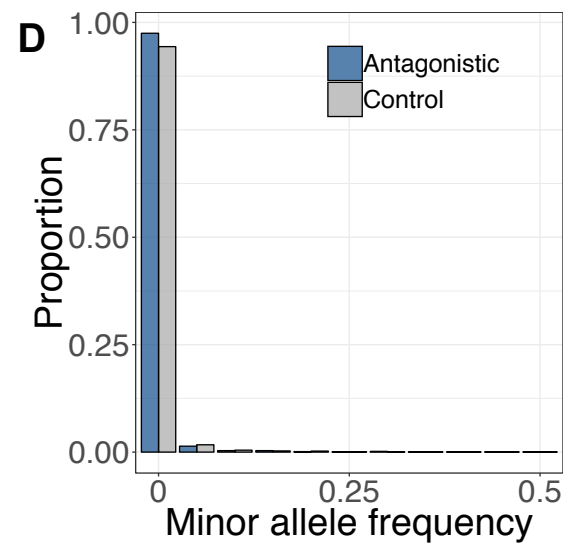 D
1.00
0.75
0.50
0.25
0.00
Proportion
Antagonistic
Control
0 0.25 0.5
Minor allele frequency